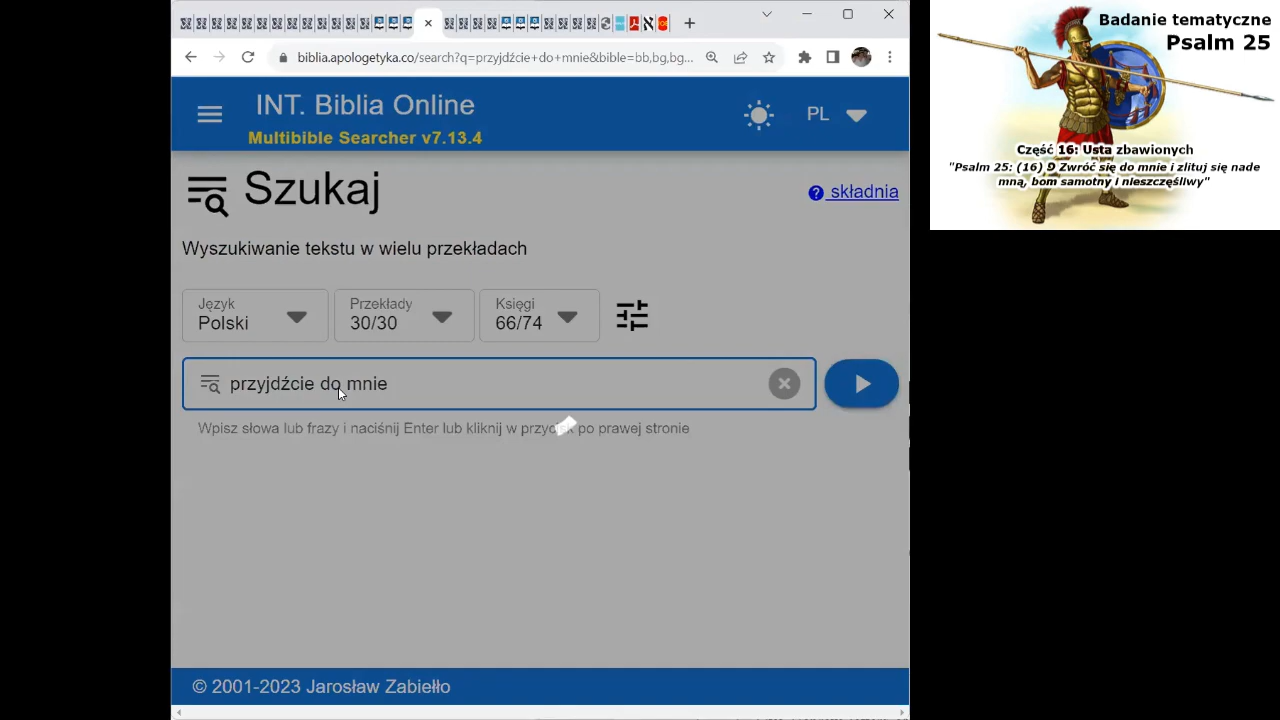 biblia.apologetyka.co/search?q=przyjdźcie+do+mnie&bible=bb,bg,bg...
INT. Biblia Online
Multibible Searcher v7.13.4
PL
Szukaj
składnia
Wyszukiwanie tekstu w wielu przekładach
Język
Polski
Przekłady
30/30
Księgi
66/74
przyjdźcie do mnie
Wpisz słowa lub frazy i naciśnij Enter lub kliknij w przycisk po prawej stronie
© 2001-2023 Jarosław Zabiełło
Badanie tematyczne
Psalm 25
Część 16: Usta zbawionych
"Psalm 25: (16) פ Zwróć się do mnie i zlituj się nade
mną, bom samotny i nieszczęśliwy"